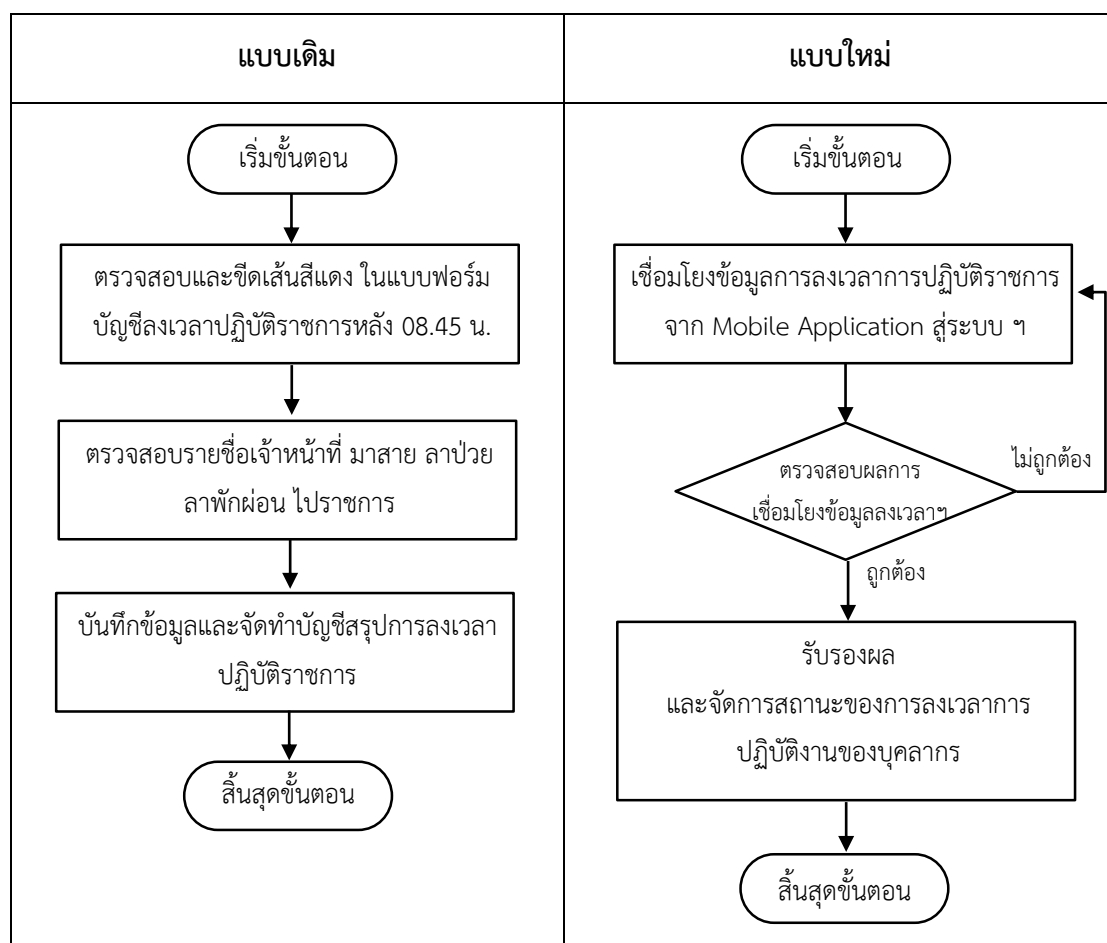 แบบเดิม
แบบใหม่
เริ่มขั้นตอน
ตรวจสอบและขีดเส้นสีแดง ในแบบฟอร์ม
บัญชีลงเวลาปฏิบัติราชการหลัง 08.45 น.
ตรวจสอบรายชื่อเจ้าหน้าที่ มาสาย ลาป่วย
ลาพักผ่อน ไปราชการ
บันทึกข้อมูลและจัดทำบัญชีสรุปการลงเวลา
ปฏิบัติราชการ
สิ้นสุดขั้นตอน
เริ่มขั้นตอน
เชื่อมโยงข้อมูลการลงเวลาการปฏิบัติราชการ
จาก Mobile Application สู่ระบบ ฯ
ตรวจสอบผลการ
เชื่อมโยงข้อมูลลงเวลาฯ
ไม่ถูกต้อง
ถูกต้อง
รับรองผล
และจัดการสถานะของการลงเวลาการ
ปฏิบัติงานของบุคลากร
สิ้นสุดขั้นตอน